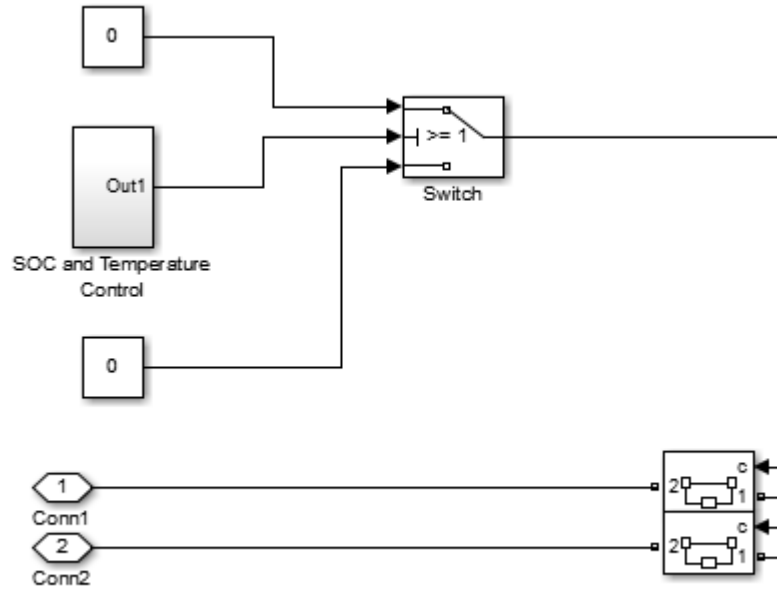 0
>= 1
Out1
Switch
SOC and Temperature
Control
0
c
1
2
1
Conn1
c
2
2
1
Conn2